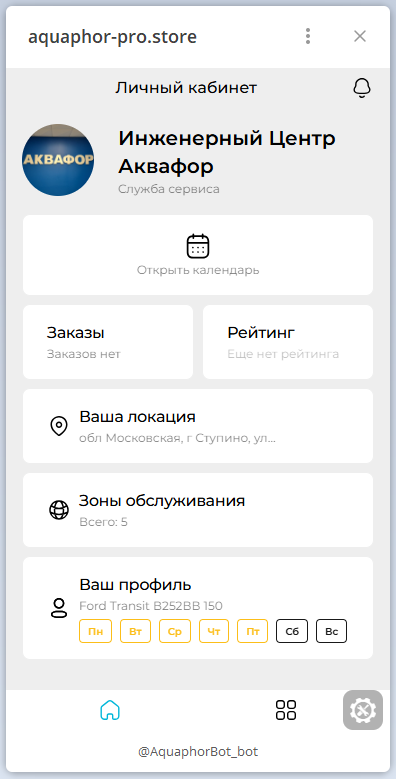 aquaphor-pro.store
Личный кабинет
АКВАФОР
Инженерный Центр
Аквафор
Служба сервиса
Открыть календарь
Заказы
Заказов нет
Рейтинг
Еще нет рейтинга
Ваша локация
обл Московская, г Ступино, ул...
Зоны обслуживания
Всего: 5
Ваш профиль
Ford Transit B252BB 150
Пн Вт Ср Чт Пт Сб Вс
@AquaphorBot_bot